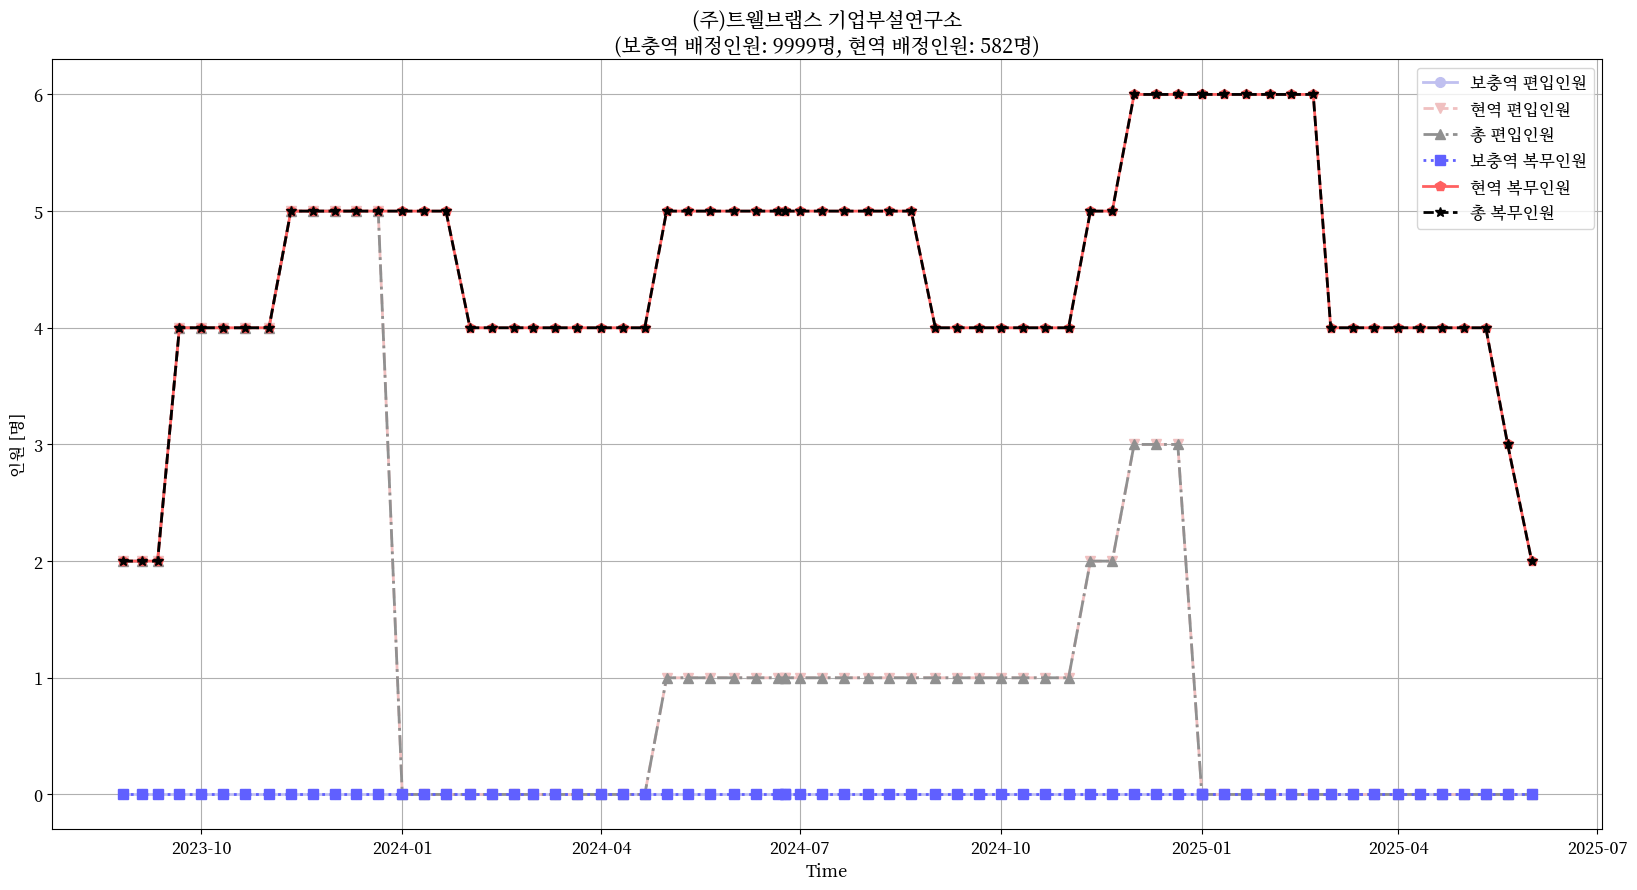 (주)트웰브랩스 기업부설연구소
(보충역 배정인원: 9999명, 현역 배정인원: 582명)
보충역 편입인원
현역 편입인원
총 편입인원
보충역 복무인원
현역 복무인원
총 복무인원
인원 [명]
6
5
4
3
2
1
0
2023-10
2024-01
2024-04
2024-07
2024-10
2025-01
2025-04
2025-07
Time